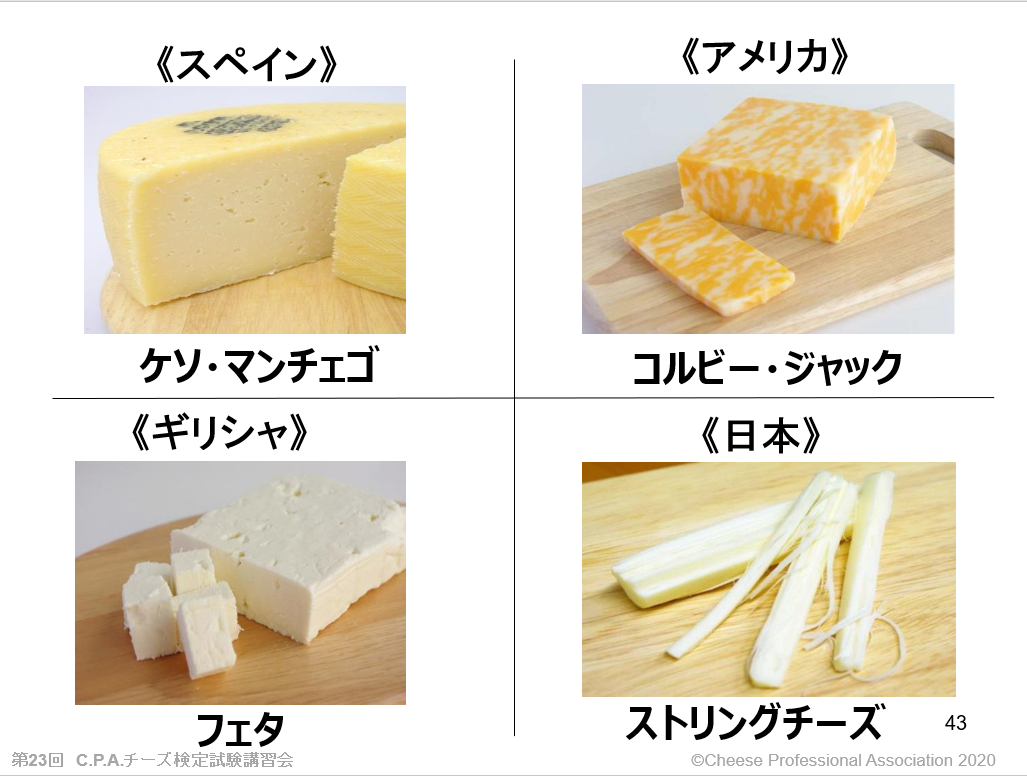 《スペイン》
《アメリカ》
ケソ・マンチェゴ
コルビー・ジャック
《ギリシャ》
《日本》
フェタ
ストリングチーズ
43
第23回 C.P.A.チーズ検定試験講習会
©Cheese Professional Association 2020